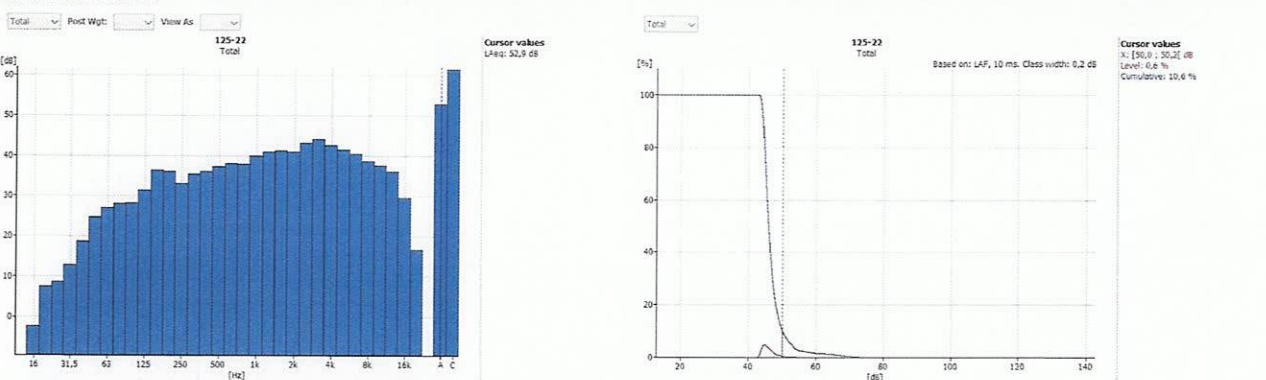 Total Post Wgt: View As
125-22
Total
[dB]
60
50
40
30
20
10
0
16 31,5 63 125 250 500 1k 2k 4k 8k 16k A C
[Hz]
Cursor values
LAeq: 52,9 dB
Total
125-22
Total
[%]
Based on: LAF, 10 ms. Class width: 0,2 dB
100
80
60
40
20
0
20 40 60 80 100 120 140
[dB]
Cursor values
X: [50,0 ; 50,2[ dB
Level: 0,6 %
Cumulative: 10,6 %